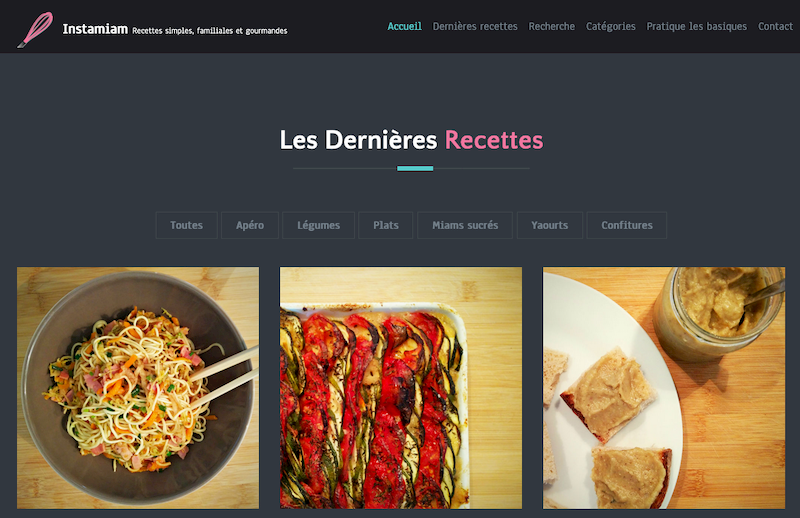 Instamiam Recettes simples, familiales et gourmandes
Accueil Dernières recettes Recherche Catégories Pratique les basiques Contact
Les Dernières Recettes
Toutes Apéro Légumes Plats Miams sucrés Yaourts Confitures